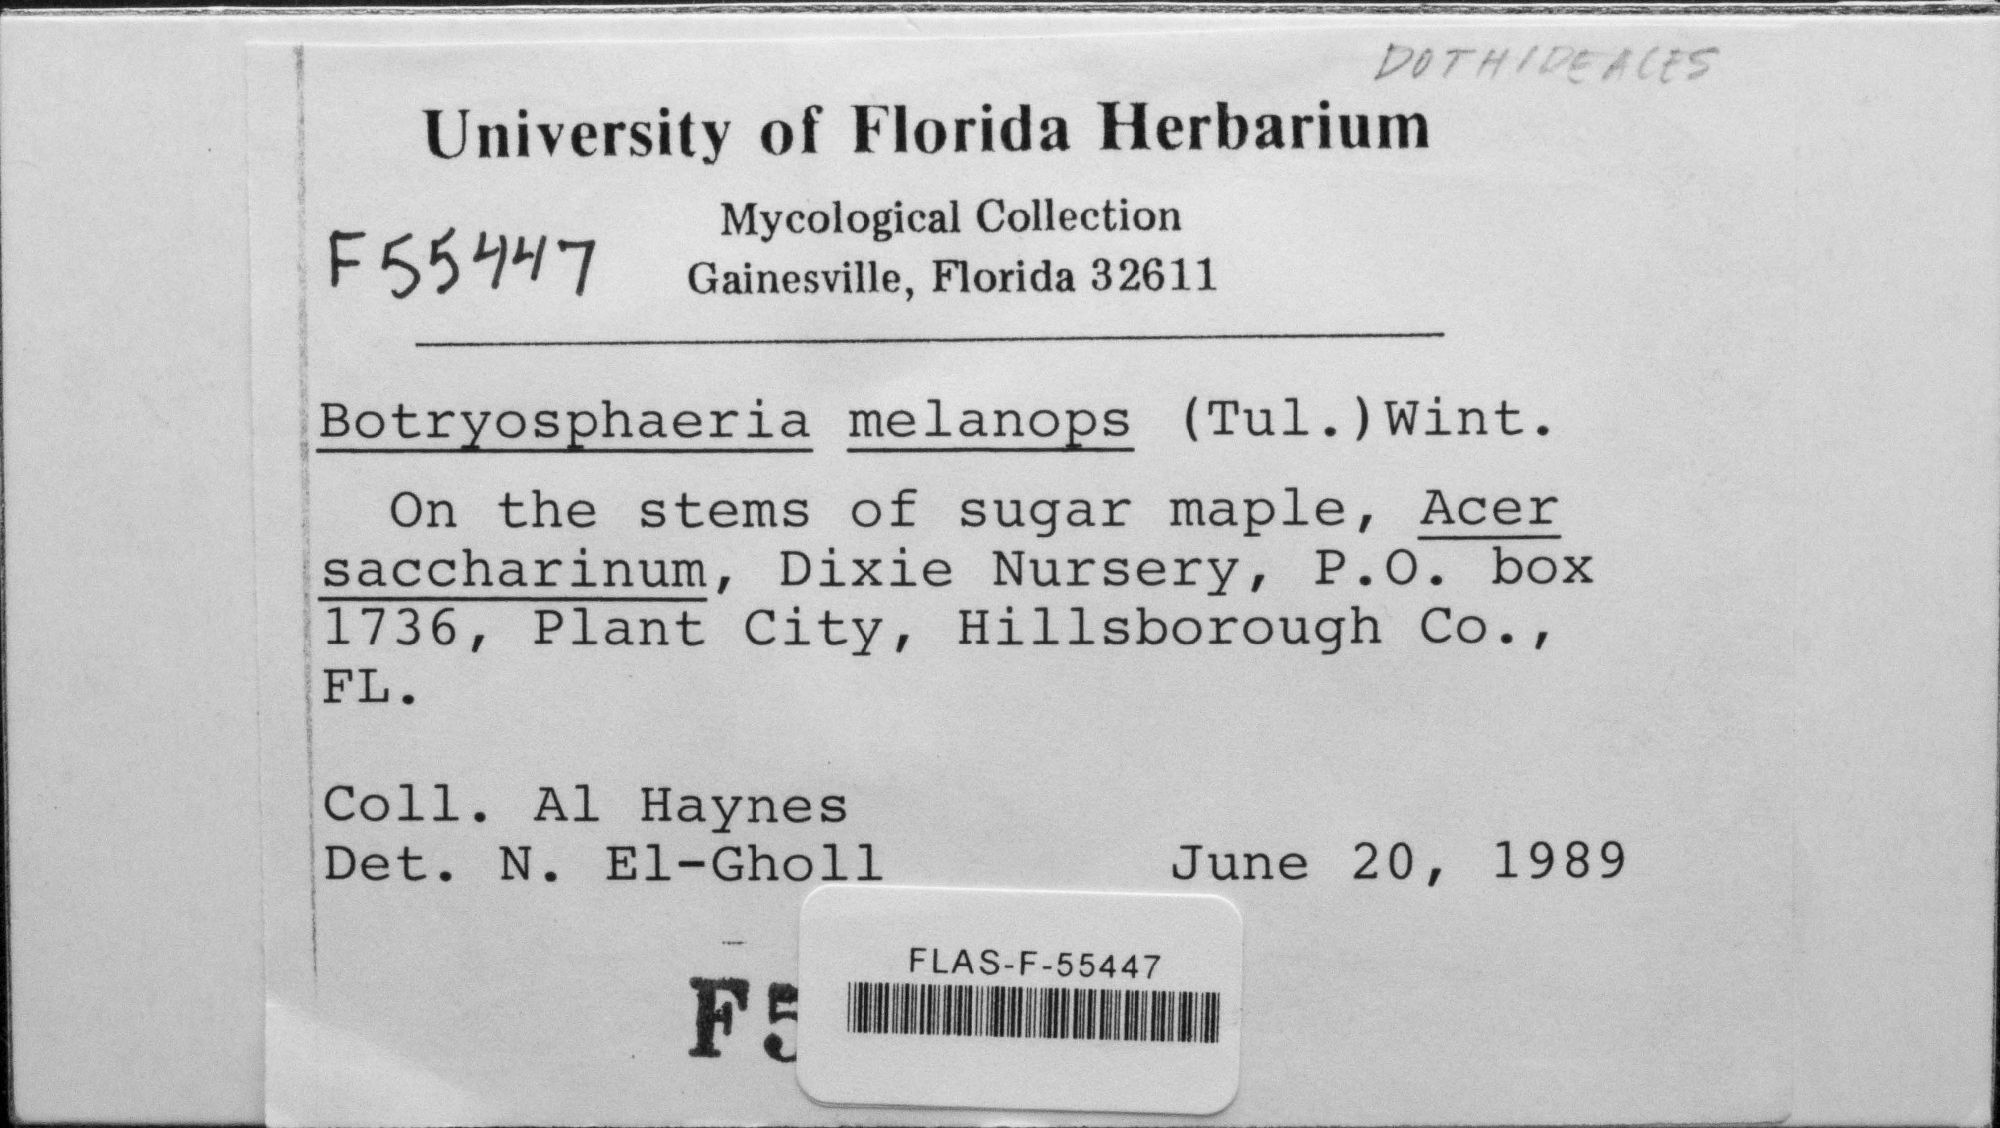 DOTHIDEALES
University of Florida Herbarium
Mycological Collection
F55447
Gainesville, Florida 32611
Botryosphaeria melanops (Tul.)Wint.
On the stems of sugar maple, Acer
saccharinum, Dixie Nursery, P.O. box
1736, Plant City, Hillsborough Co.,
FL.
Coll. Al Haynes
Det. N. El-Gholl June 20, 1989
FLAS-F-55447
F5